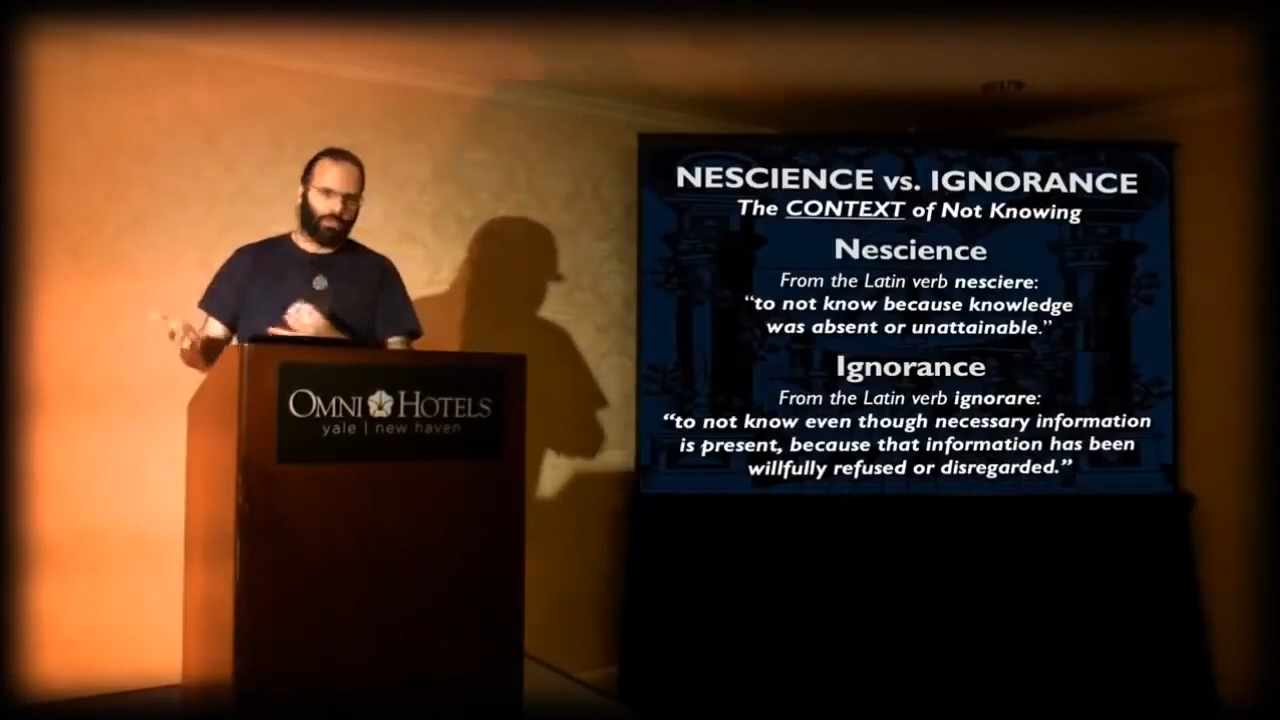 OMNI HOTELS
yale | new haven
NESCIENCE vs. IGNORANCE
The CONTEXT of Not Knowing
Nescience
From the Latin verb nesciere:
“to not know because knowledge
was absent or unattainable.”
Ignorance
From the Latin verb ignorare:
“to not know even though necessary information
is present, because that information has been
willfully refused or disregarded.”